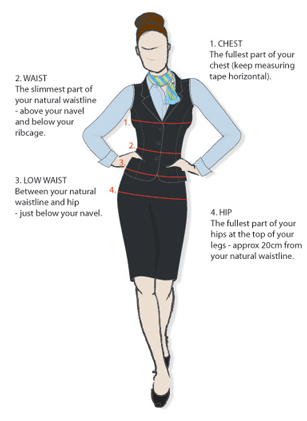 1. CHEST
The fullest part of your
chest (keep measuring
tape horizontal).
2. WAIST
The slimmest part of
your natural waistline
- above your navel
and below your
ribcage.
1.
2.
3.
4.
3. LOW WAIST
Between your natural
waistline and hip
- just below your navel.
4. HIP
The fullest part of your
hips at the top of your
legs - approx 20cm from
your natural waistline.